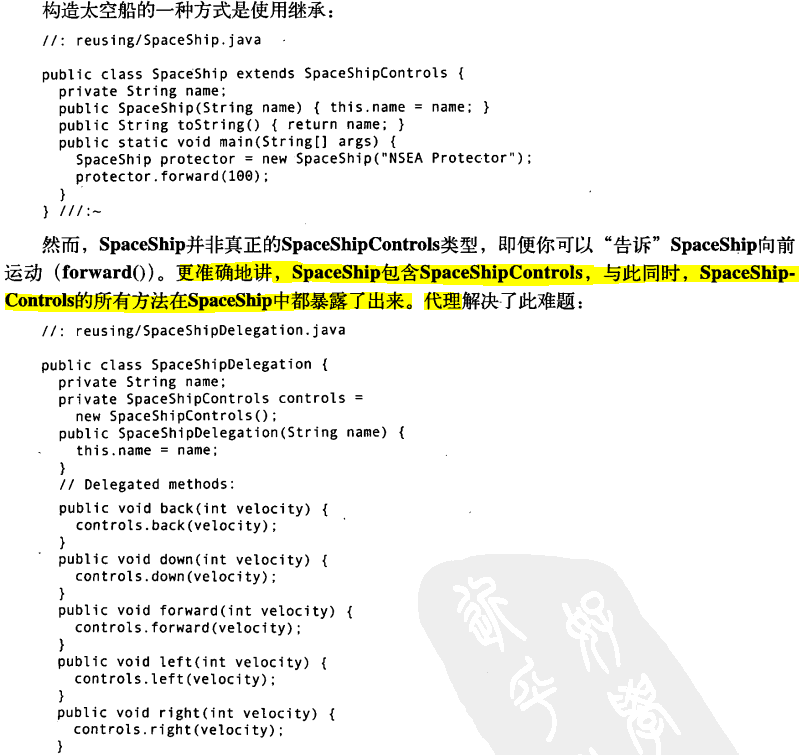 构造太空船的一种方式是使用继承：
//: reusing/SpaceShip.java
public class SpaceShip extends SpaceShipControls {
private String name;
public SpaceShip(String name) { this.name = name; }
public String toString() { return name; }
public static void main(String[] args) {
SpaceShip protector = new SpaceShip("NSEA Protector");
protector.forward(100);
}
} ///:~
然而，SpaceShip并非真正的SpaceShipControls类型，即便你可以“告诉”SpaceShip向前
运动（forward()）。更准确地讲，SpaceShip包含SpaceShipControls，与此同时，SpaceShip-
Controls的所有方法在SpaceShip中都暴露了出来。代理解决了此难题：
//: reusing/SpaceShipDelegation.java
public class SpaceShipDelegation {
private String name;
private SpaceShipControls controls =
new SpaceShipControls();
public SpaceShipDelegation(String name) {
this.name = name;
}
// Delegated methods:
public void back(int velocity) {
controls.back(velocity);
}
public void down(int velocity) {
controls.down(velocity);
}
public void forward(int velocity) {
controls.forward(velocity);
}
public void left(int velocity) {
controls.left(velocity);
}
public void right(int velocity) {
controls.right(velocity);
}